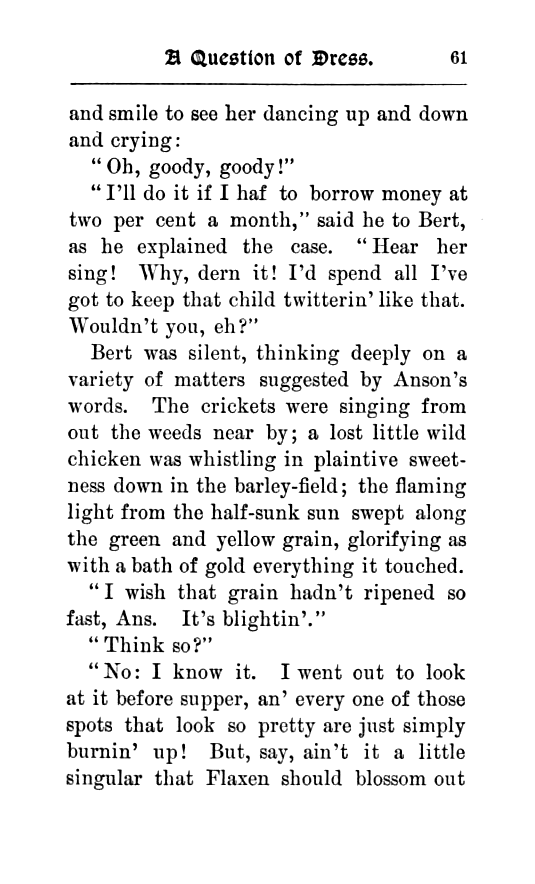 A Question of Dress. 61
and smile to see her dancing up and down
and crying:
“Oh, goody, goody!”
“I’ll do it if I haf to borrow money at
two per cent a month,” said he to Bert,
as he explained the case. “Hear her
sing! Why, dern it! I’d spend all I’ve
got to keep that child twitterin’ like that.
Wouldn’t you, eh?”
Bert was silent, thinking deeply on a
variety of matters suggested by Anson’s
words. The crickets were singing from
out the weeds near by; a lost little wild
chicken was whistling in plaintive sweet-
ness down in the barley-field; the flaming
light from the half-sunk sun swept along
the green and yellow grain, glorifying as
with a bath of gold everything it touched.
“I wish that grain hadn’t ripened so
fast, Ans. It’s blightin’.”
“Think so?”
“No: I know it. I went out to look
at it before supper, an’ every one of those
spots that look so pretty are just simply
burnin’ up! But, say, ain’t it a little
singular that Flaxen should blossom out